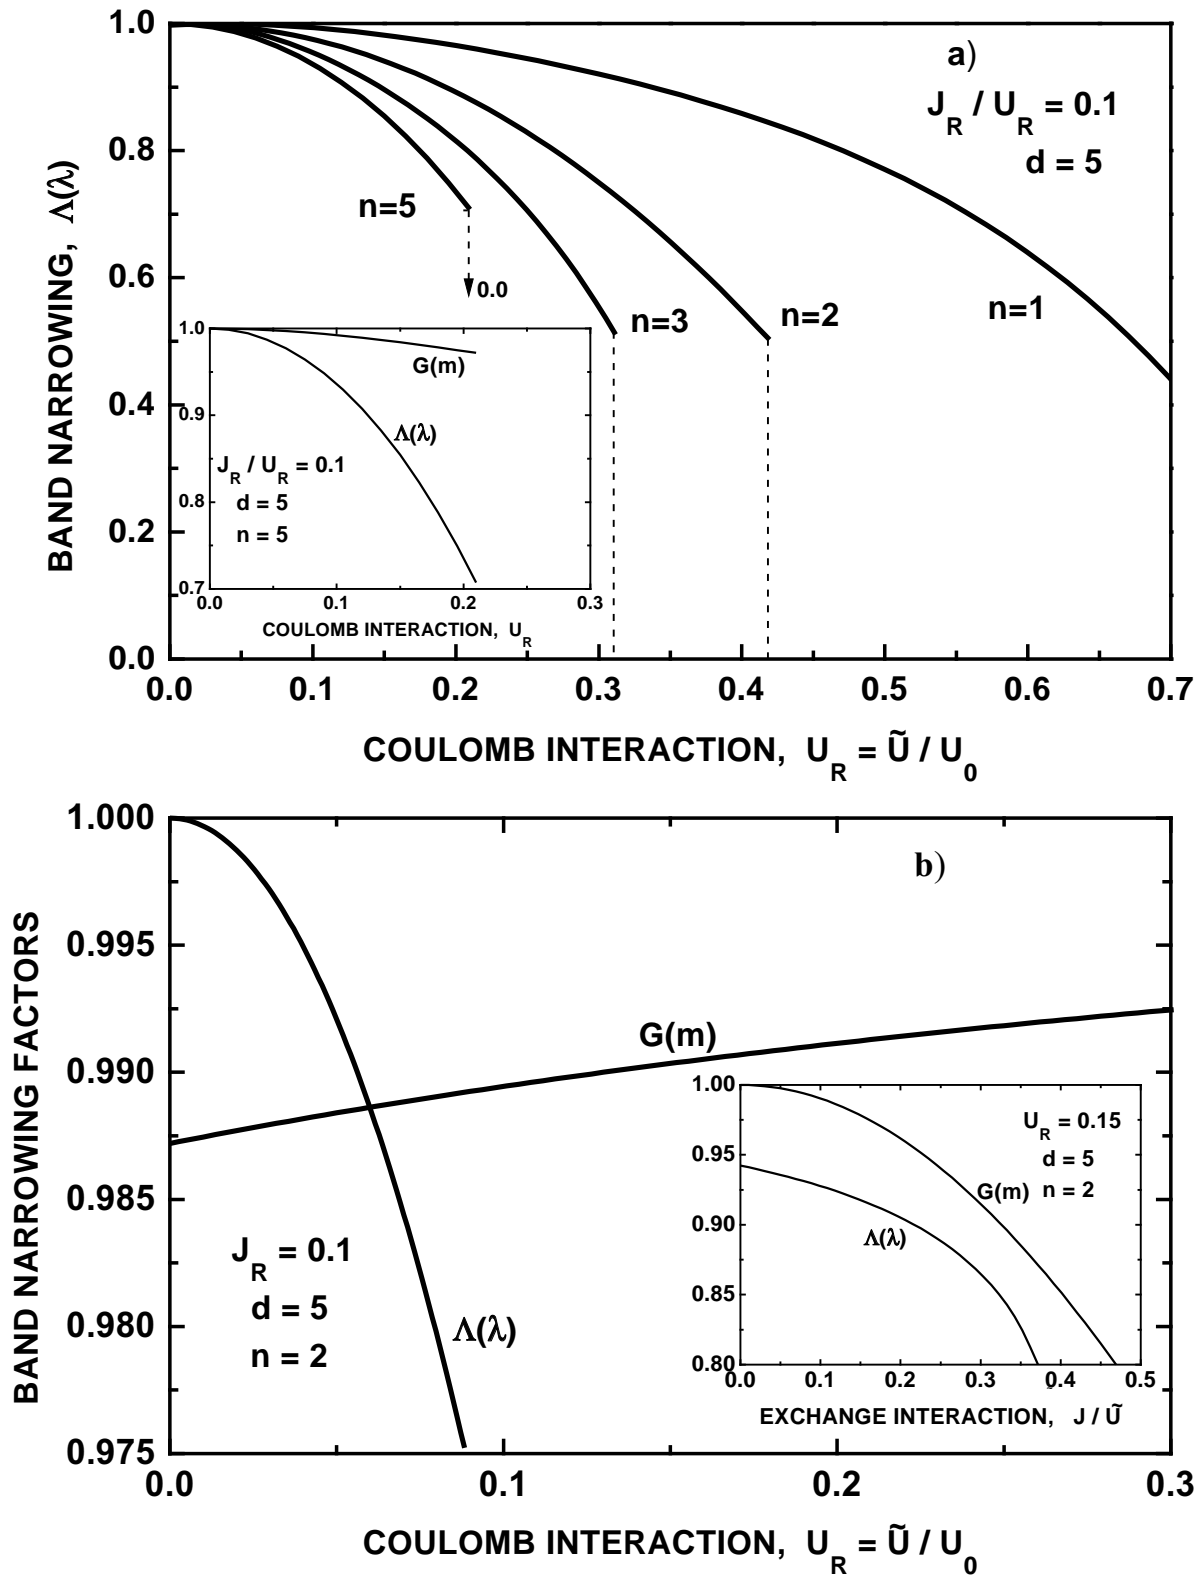 1.0
0.8
0.6
0.4
0.2
0.0
BAND NARROWING, Λ(λ)
a)
J_R / U_R = 0.1
d = 5
n=5
0.0
n=3
n=2
n=1
1.0
0.9
0.8
0.7
G(m)
Λ(λ)
J_R / U_R = 0.1
d = 5
n = 5
0.0 0.1 0.2 0.3
COULOMB INTERACTION, U_R
0.0 0.1 0.2 0.3 0.4 0.5 0.6 0.7
COULOMB INTERACTION, U_R = Ũ / U_0
1.000
0.995
0.990
0.985
0.980
0.975
BAND NARROWING FACTORS
b)
G(m)
J_R = 0.1
d = 5
n = 2
Λ(λ)
1.00
0.95
0.90
0.85
0.80
U_R = 0.15
d = 5
n = 2
G(m)
Λ(λ)
0.0 0.1 0.2 0.3 0.4 0.5
EXCHANGE INTERACTION, J / Ũ
0.0 0.1 0.2 0.3
COULOMB INTERACTION, U_R = Ũ / U_0